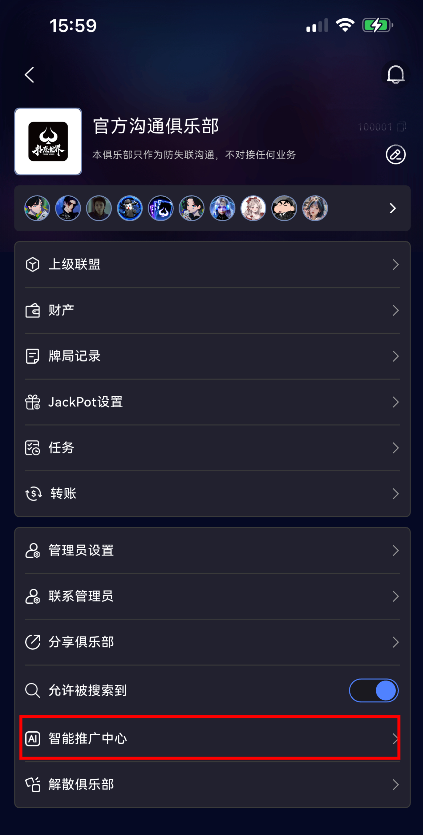 15:59
官方沟通俱乐部
100001
本俱乐部只作为防失联沟通，不对接任何业务
上级联盟
财产
牌局记录
JackPot设置
任务
转账
管理员设置
联系管理员
分享俱乐部
允许被搜索到
AI 智能推广中心
解散俱乐部